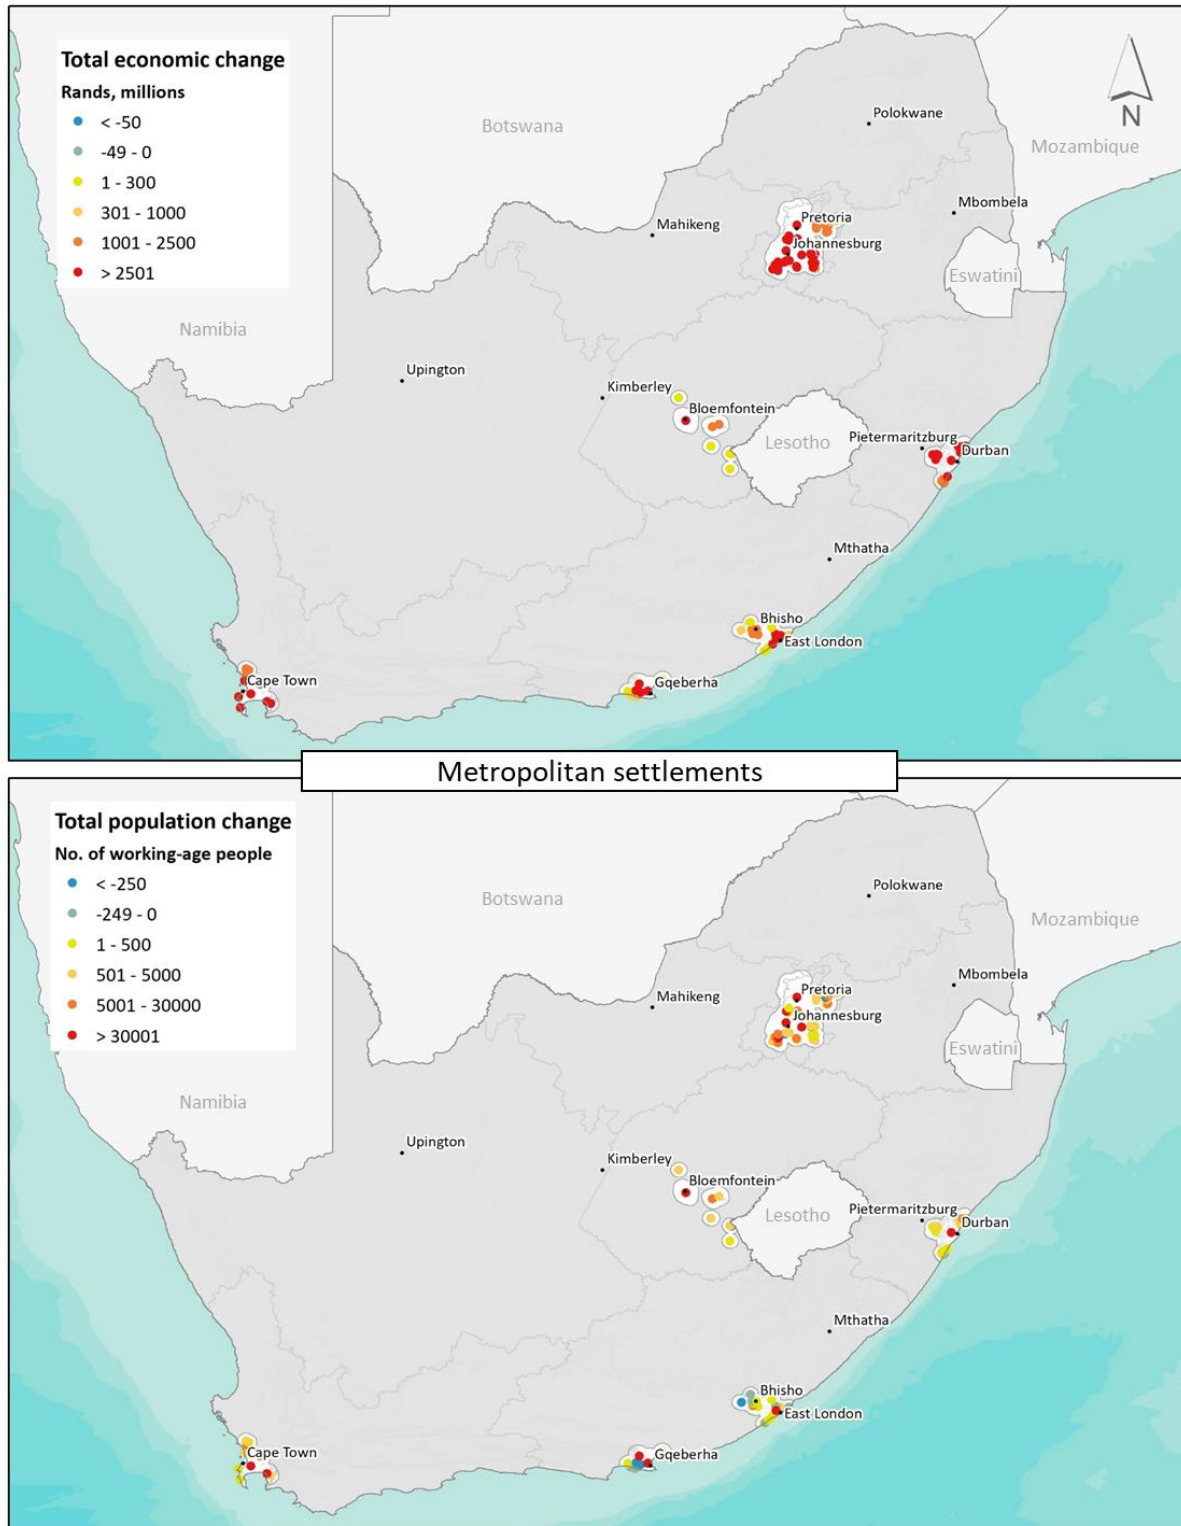 Total economic change
Rands, millions
< -50
-49 - 0
1 - 300
301 - 1000
1001 - 2500
> 2501
N
Botswana
Polokwane
Mozambique
Mbombela
Pretoria
Mahikeng
Johannesburg
Eswatini
Namibia
Upington
Kimberley
Bloemfontein
Lesotho
Pietermaritzburg
Durban
Mthatha
Bhisho
East London
Cape Town
Gqeberha
Metropolitan settlements
Total population change
No. of working-age people
< -250
-249 - 0
1 - 500
501 - 5000
5001 - 30000
> 30001
Botswana
Polokwane
Mozambique
Mbombela
Pretoria
Mahikeng
Johannesburg
Eswatini
Namibia
Upington
Kimberley
Bloemfontein
Lesotho
Pietermaritzburg
Durban
Mthatha
Bhisho
East London
Cape Town
Gqeberha